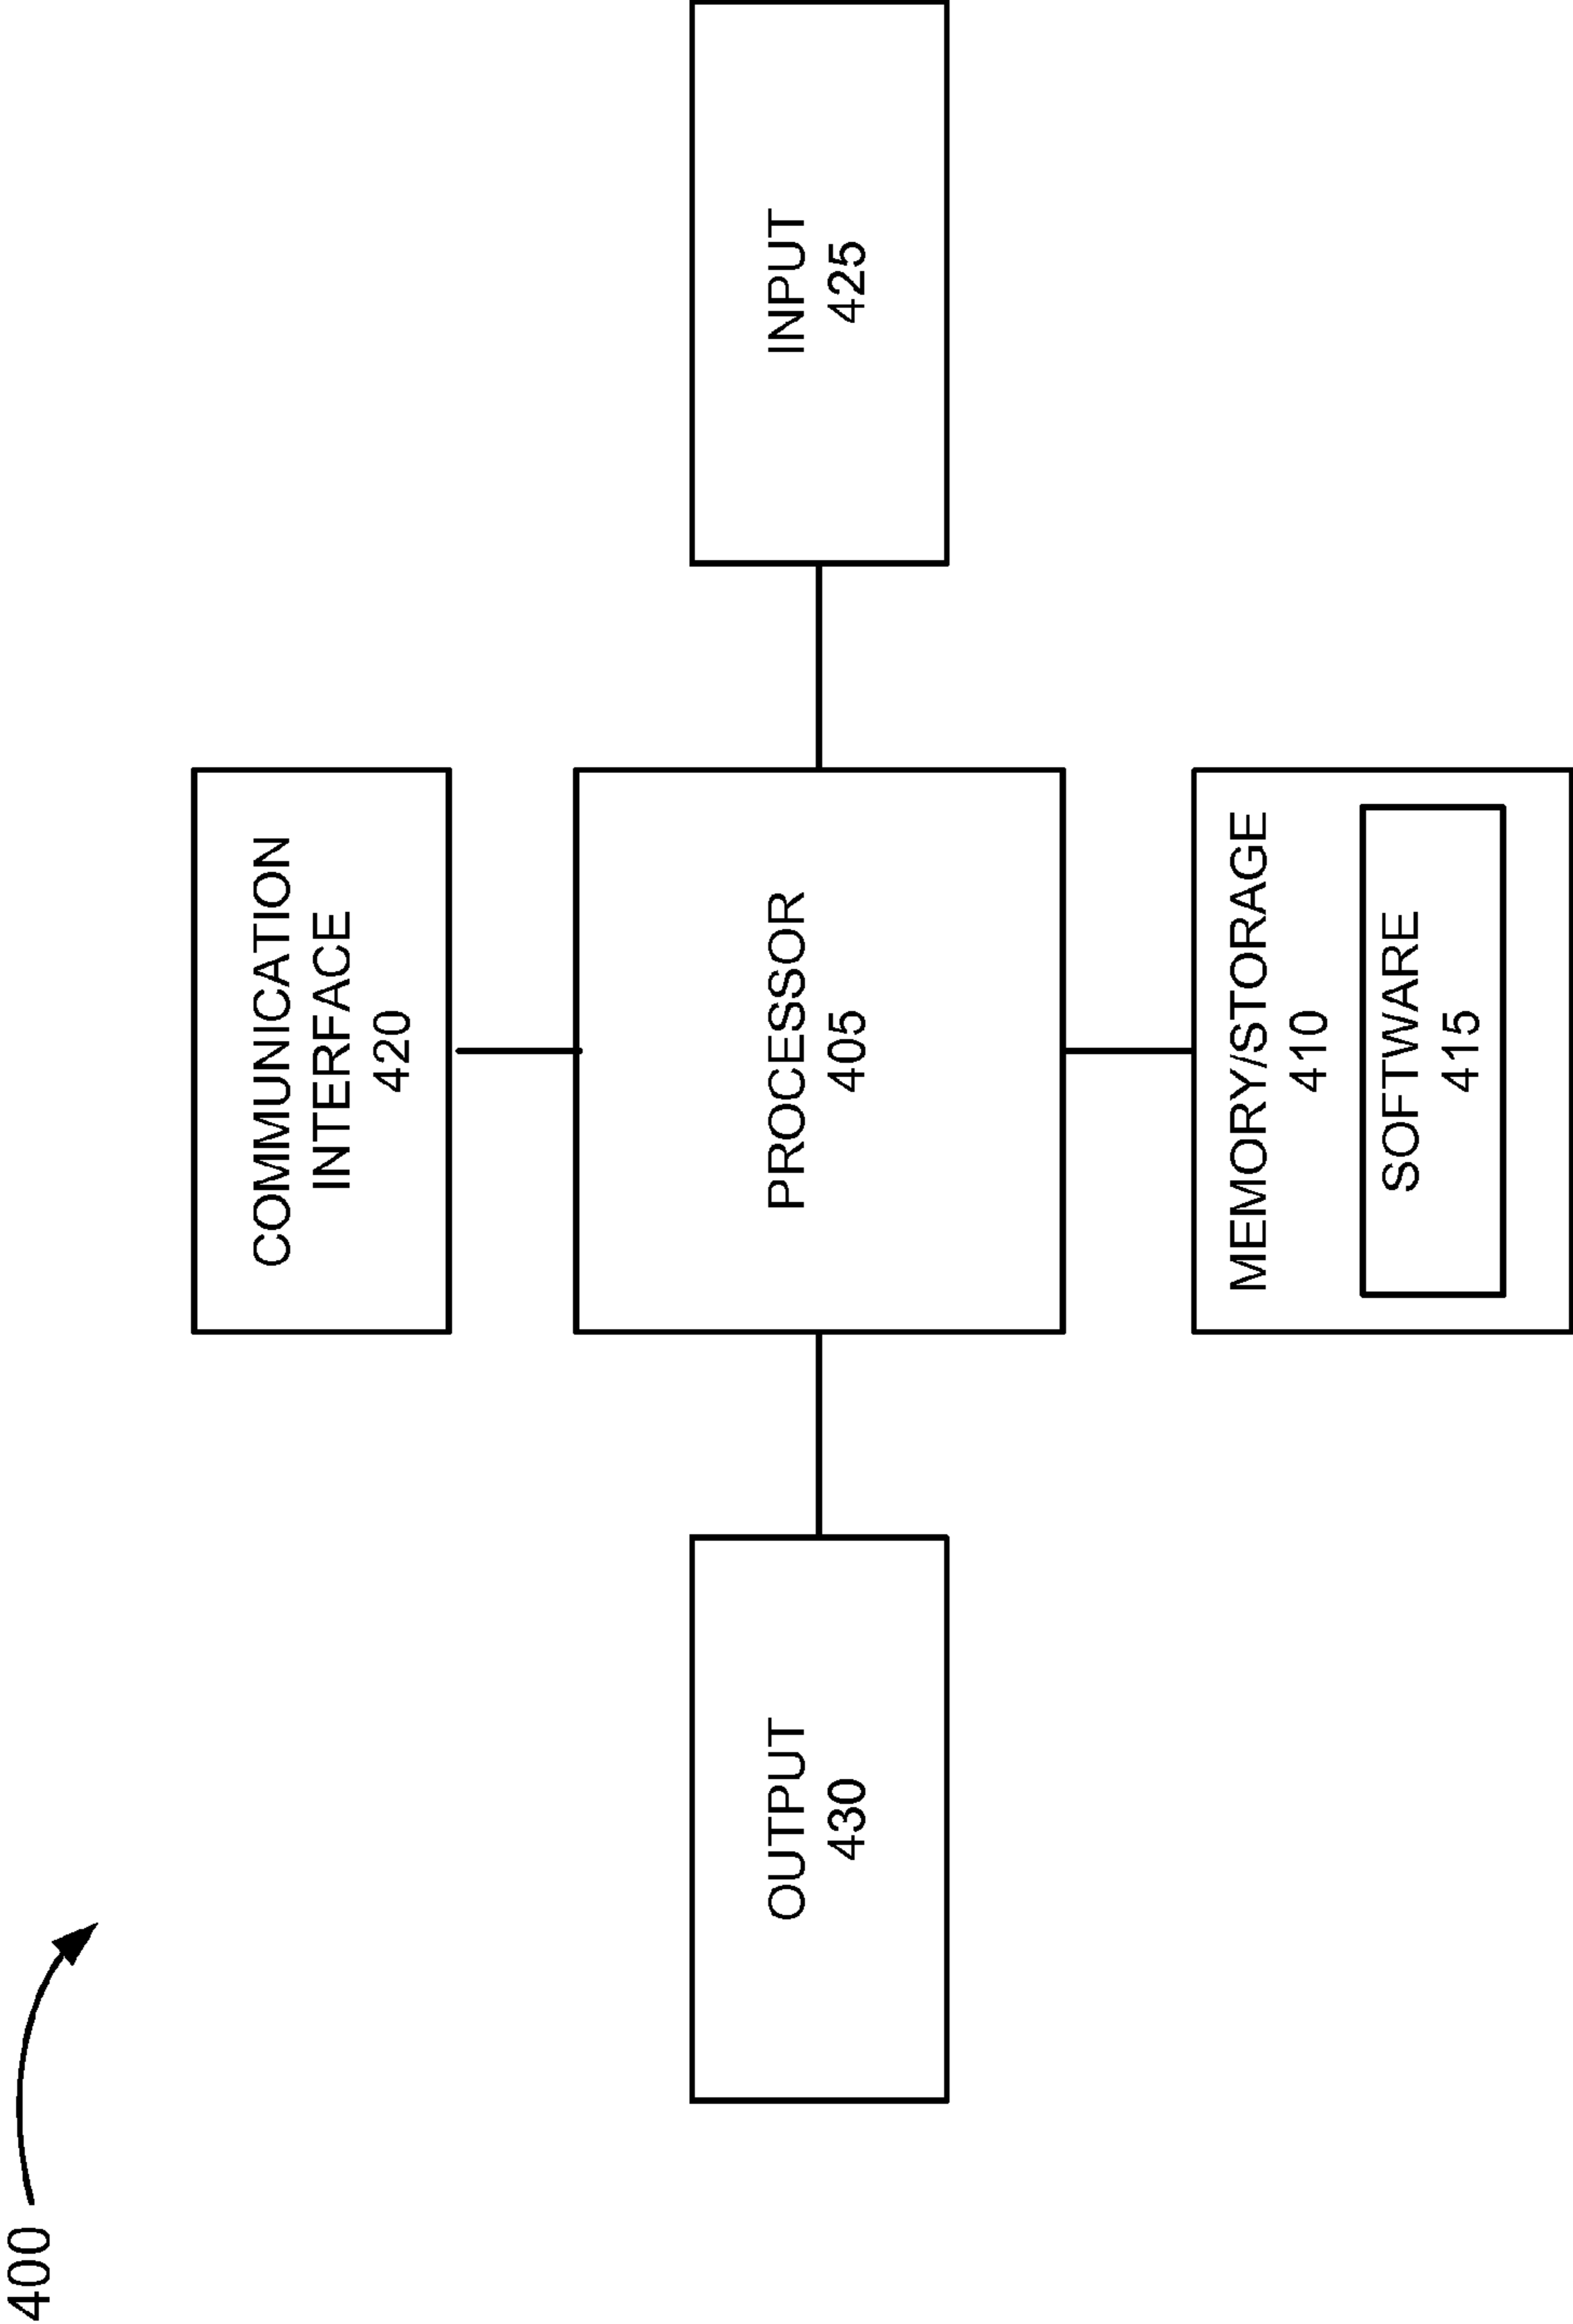 400
COMMUNICATION
INTERFACE
420
OUTPUT
430
PROCESSOR
405
INPUT
425
MEMORY/STORAGE
410
SOFTWARE
415